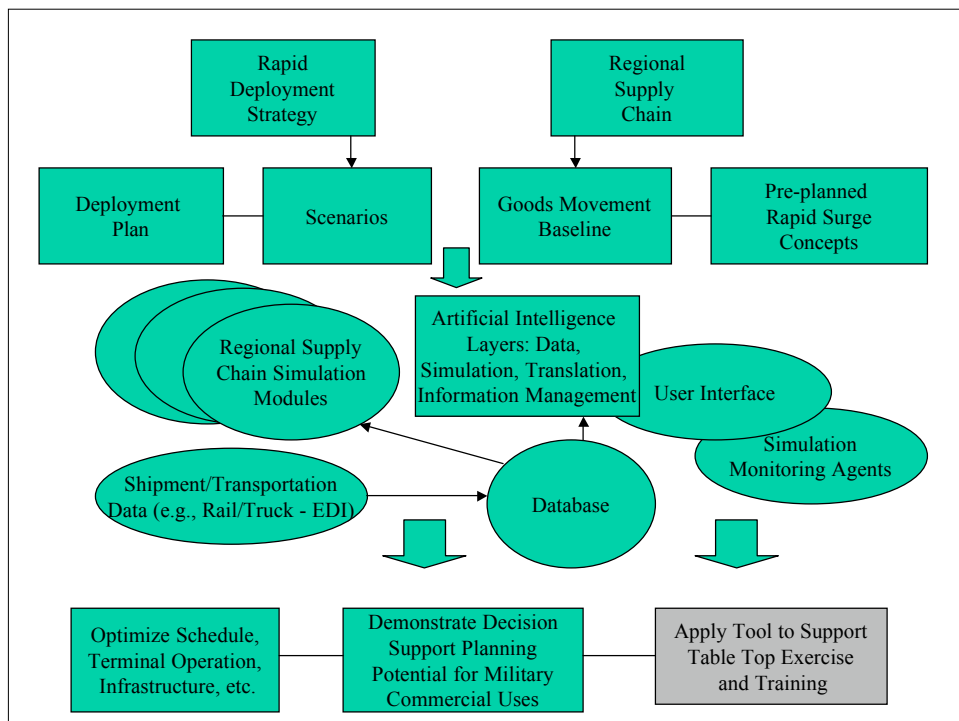 Rapid
Deployment
Strategy
Regional
Supply
Chain
Deployment
Plan
Scenarios
Goods Movement
Baseline
Pre-planned
Rapid Surge
Concepts
Regional Supply
Chain Simulation
Modules
Artificial Intelligence
Layers: Data,
Simulation, Translation,
Information Management
User Interface
Simulation
Monitoring Agents
Shipment/Transportation
Data (e.g., Rail/Truck - EDI)
Database
Optimize Schedule,
Terminal Operation,
Infrastructure, etc.
Demonstrate Decision
Support Planning
Potential for Military
Commercial Uses
Apply Tool to Support
Table Top Exercise
and Training